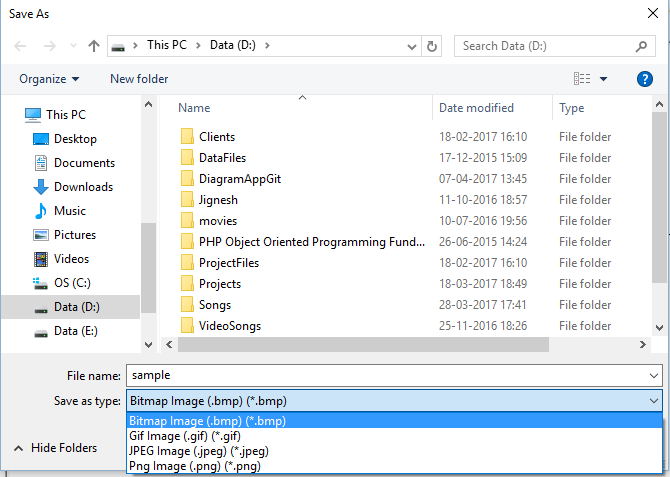 Save As
This PC > Data (D:) >
Search Data (D:)
Organize
New folder
?
Name Date modified Type
This PC
Desktop
Documents
Downloads
Music
Pictures
Videos
OS (C:)
Data (D:)
Data (E:)
Clients 18-02-2017 16:10 File folder
DataFiles 17-12-2015 15:09 File folder
DiagramAppGit 07-04-2017 13:45 File folder
Jignesh 11-10-2016 18:57 File folder
movies 10-07-2016 19:56 File folder
PHP Object Oriented Programming Fund... 26-06-2015 14:24 File folder
ProjectFiles 18-02-2017 16:10 File folder
Projects 18-03-2017 18:49 File folder
Songs 28-03-2017 17:41 File folder
VideoSongs 25-11-2016 18:26 File folder
File name: sample
Save as type: Bitmap Image (.bmp) (*.bmp)
Bitmap Image (.bmp) (*.bmp)
Gif Image (.gif) (*.gif)
JPEG Image (.jpeg) (*.jpeg)
Png Image (.png) (*.png)
Hide Folders